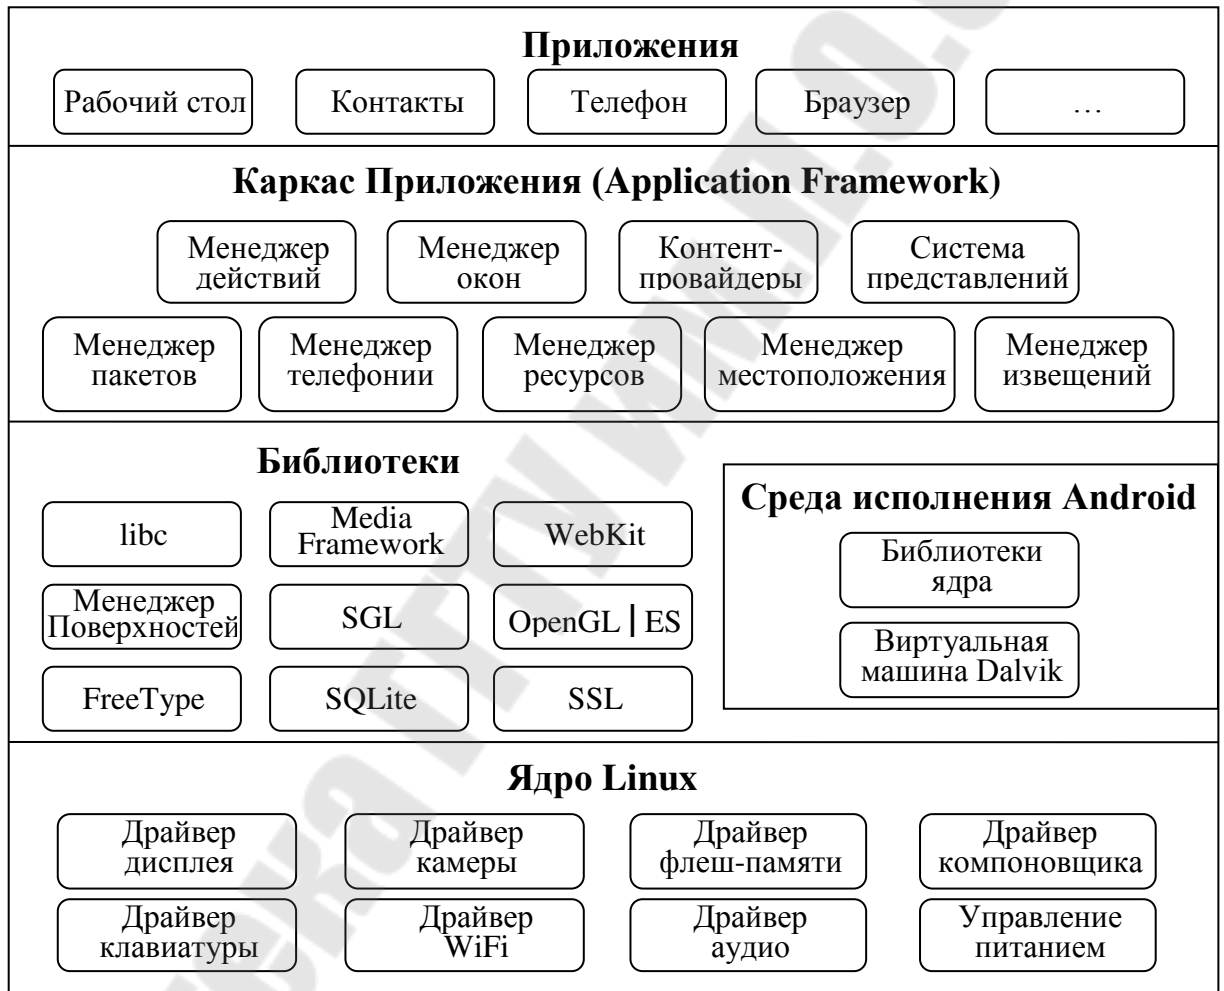 Приложения
Рабочий стол
Контакты
Телефон
Браузер
…
Каркас Приложения (Application Framework)
Менеджер
действий
Менеджер
окон
Контент-
провайдеры
Система
представлений
Менеджер
пакетов
Менеджер
телефонии
Менеджер
ресурсов
Менеджер
местоположения
Менеджер
извещений
Библиотеки
libc
Media
Framework
WebKit
Менеджер
Поверхностей
SGL
OpenGL | ES
FreeType
SQLite
SSL
Среда исполнения Android
Библиотеки
ядра
Виртуальная
машина Dalvik
Ядро Linux
Драйвер
дисплея
Драйвер
камеры
Драйвер
флеш-памяти
Драйвер
компоновщика
Драйвер
клавиатуры
Драйвер
WiFi
Драйвер
аудио
Управление
питанием